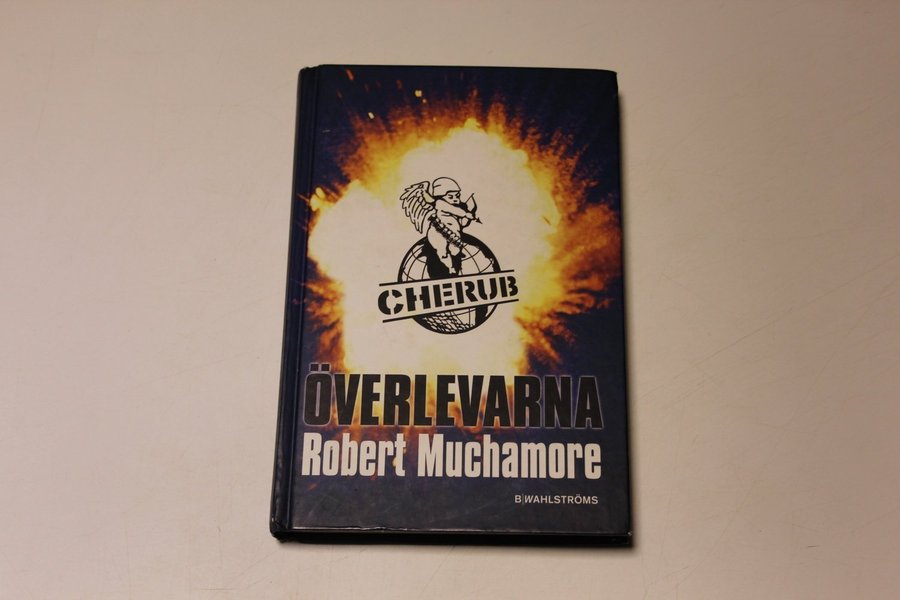 CHERUB
ÖVERLEVARNA
Robert Muchamore
B WAHLSTRÖMS